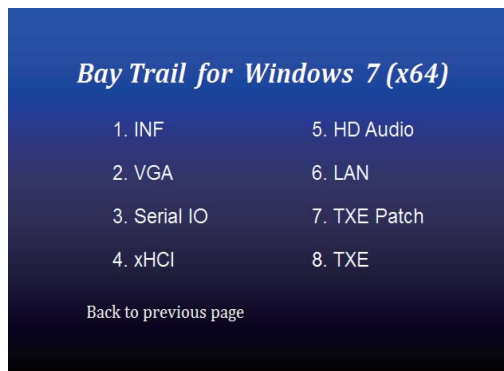 Bay Trail for Windows 7 (x64)
1. INF
2. VGA
3. Serial IO
4. xHCI
5. HD Audio
6. LAN
7. TXE Patch
8. TXE
Back to previous page